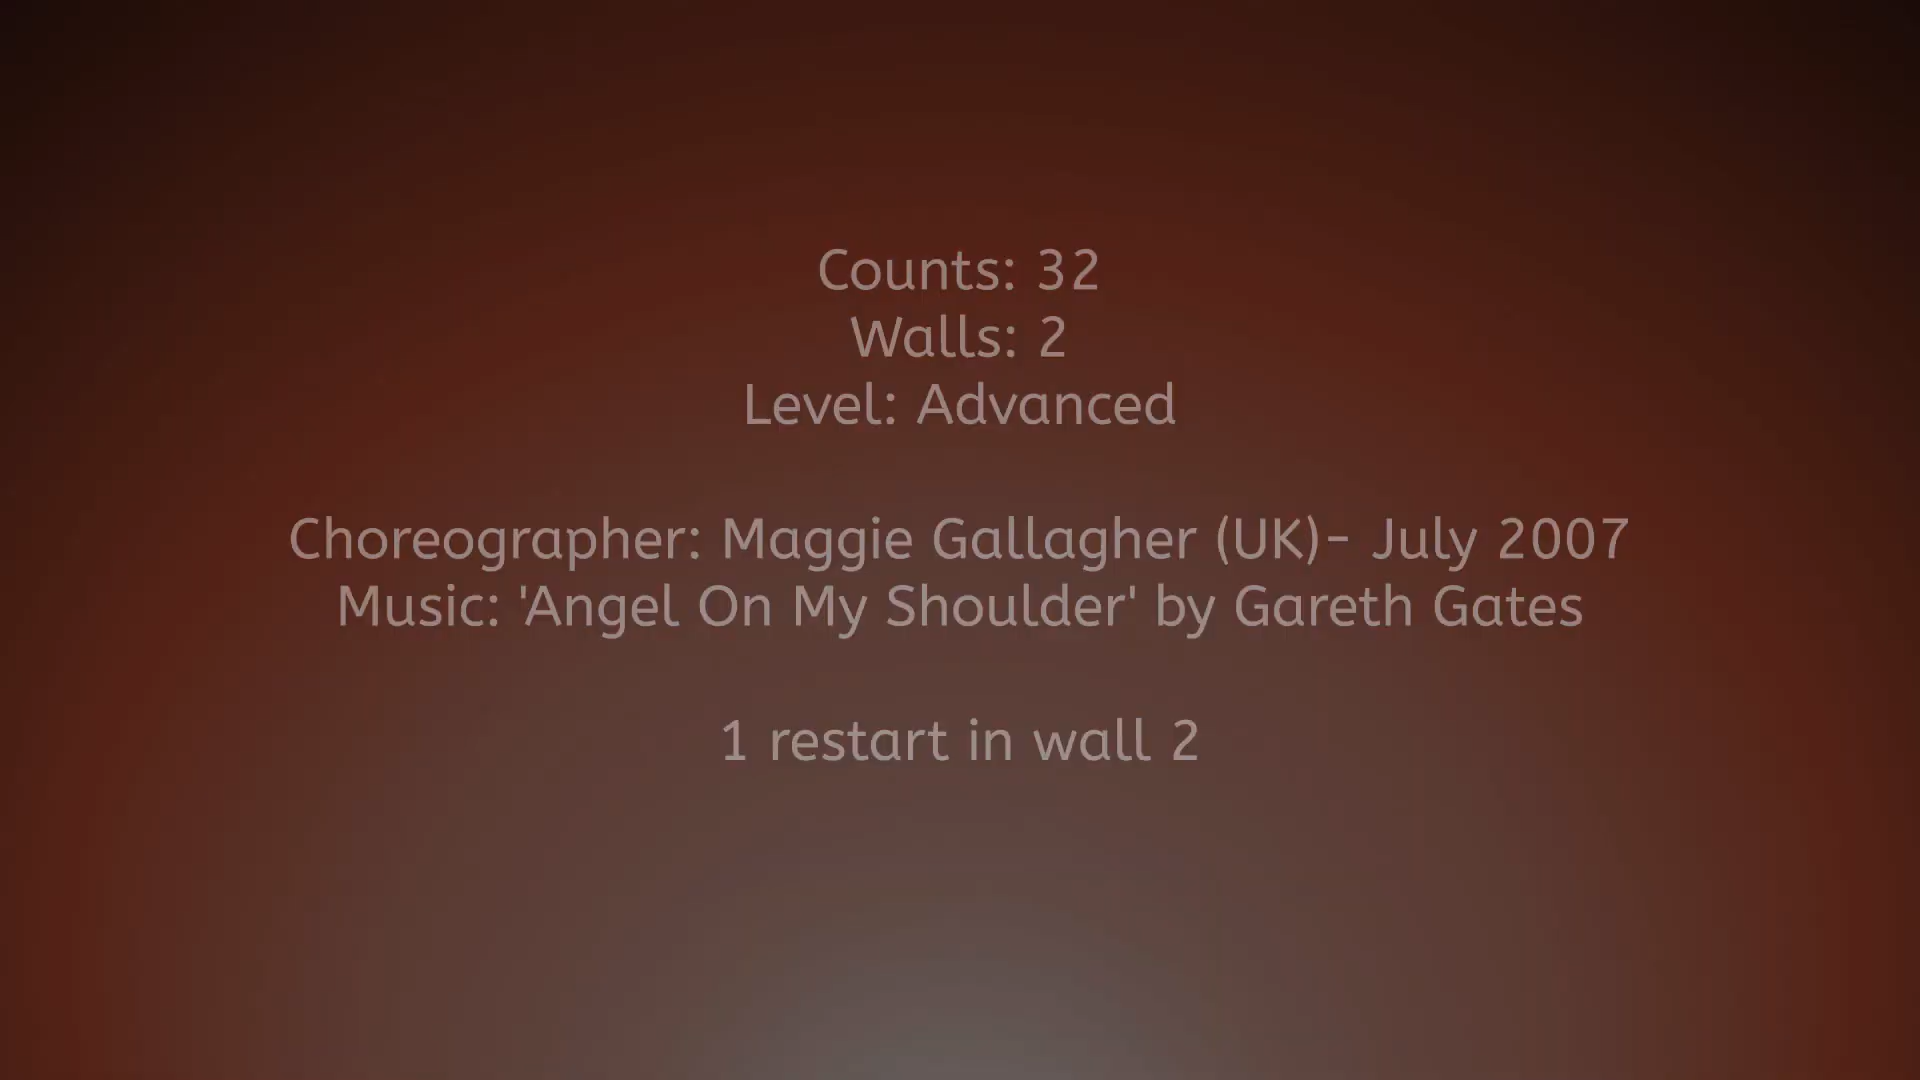 Counts: 32
Walls: 2
Level: Advanced
Choreographer: Maggie Gallagher (UK)- July 2007
Music: 'Angel On My Shoulder' by Gareth Gates
1 restart in wall 2